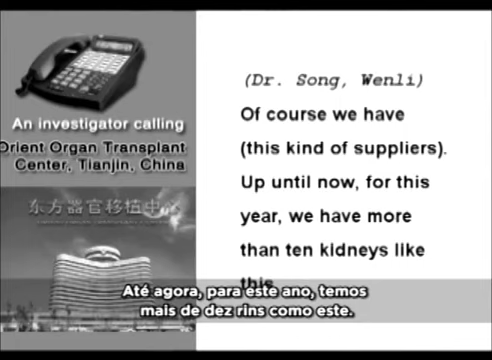 An investigator calling
Orient Organ Transplant
Center, Tianjin, China
东方器官移植中心
(Dr. Song, Wenli)
Of course we have
(this kind of suppliers).
Up until now, for this
year, we have more
than ten kidneys like
this.
Até agora, para este ano, temos
mais de dez rins como este.